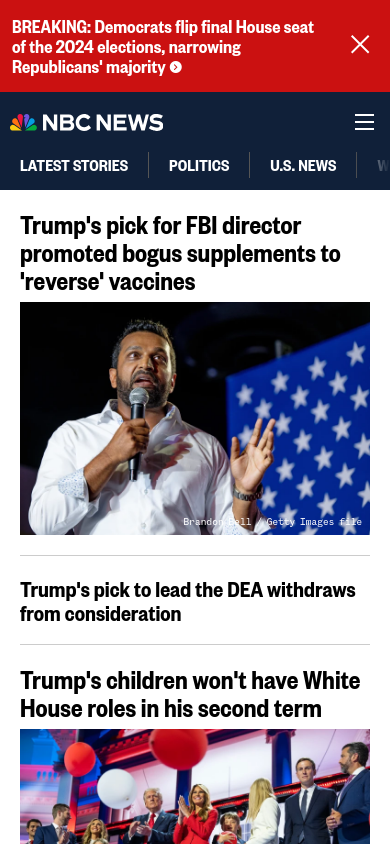 BREAKING: Democrats flip final House seat
of the 2024 elections, narrowing
Republicans' majority
NBC NEWS
LATEST STORIES POLITICS U.S. NEWS
Trump's pick for FBI director
promoted bogus supplements to
'reverse' vaccines
Brandon Bell / Getty Images file
Trump's pick to lead the DEA withdraws
from consideration
Trump's children won't have White
House roles in his second term